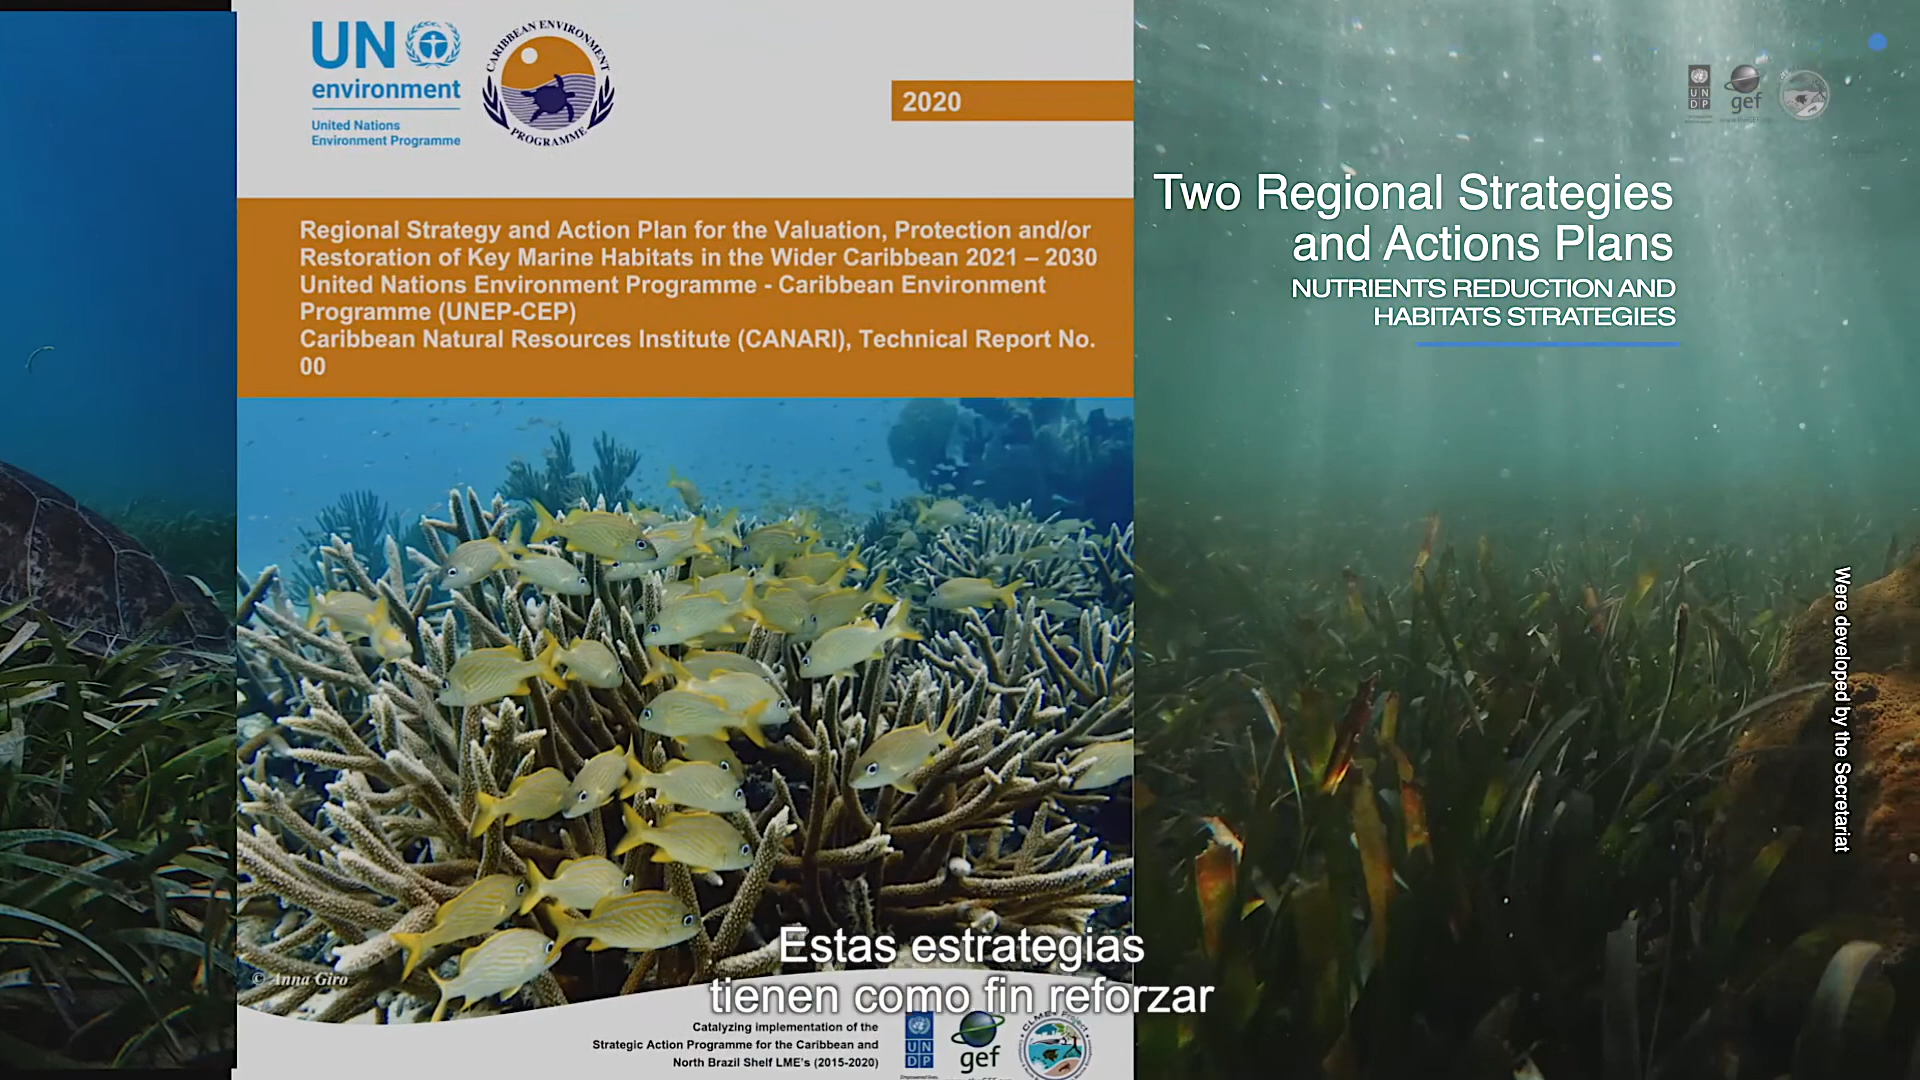 UN
environment
United Nations
Environment Programme
CARIBBEAN ENVIRONMENT
PROGRAMME
2020
Regional Strategy and Action Plan for the Valuation, Protection and/or
Restoration of Key Marine Habitats in the Wider Caribbean 2021 – 2030
United Nations Environment Programme - Caribbean Environment
Programme (UNEP-CEP)
Caribbean Natural Resources Institute (CANARI), Technical Report No.
00
© Anna Giro
Catalyzing implementation of the
Strategic Action Programme for the Caribbean and
North Brazil Shelf LME's (2015-2020)
UN
DP
gef
CLME+ Project
Estas estrategias
tienen como fin reforzar
UN
DP
gef
Two Regional Strategies
and Actions Plans
NUTRIENTS REDUCTION AND
HABITATS STRATEGIES
Were developed by the Secretariat